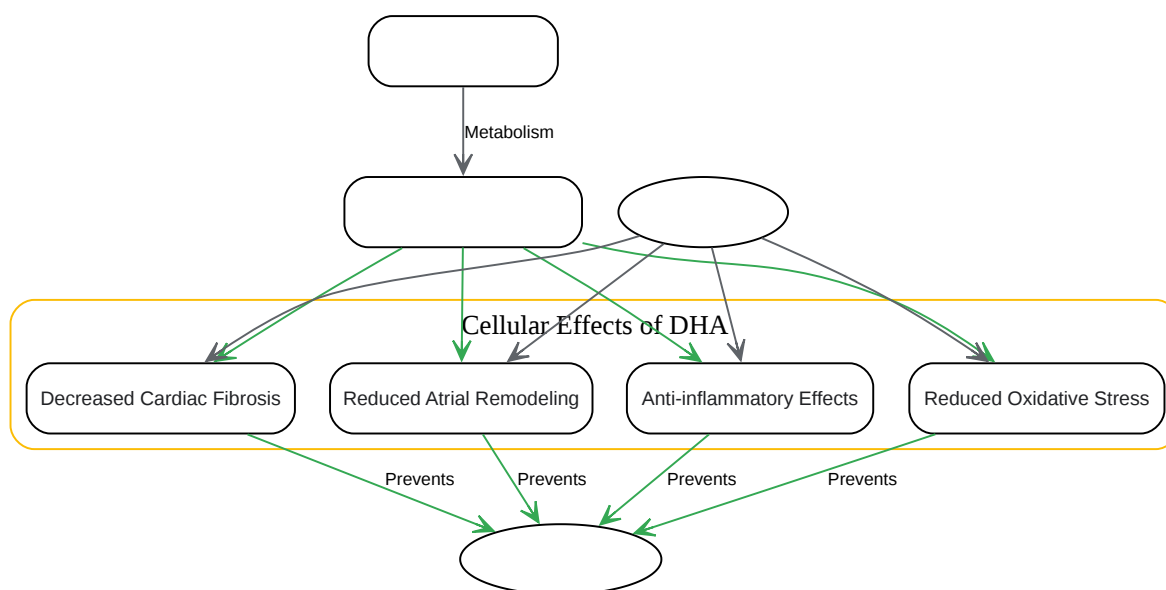 Metabolism
Cellular Effects of DHA
Decreased Cardiac Fibrosis
Reduced Atrial Remodeling
Anti-inflammatory Effects
Reduced Oxidative Stress
Prevents
Prevents
Prevents
Prevents